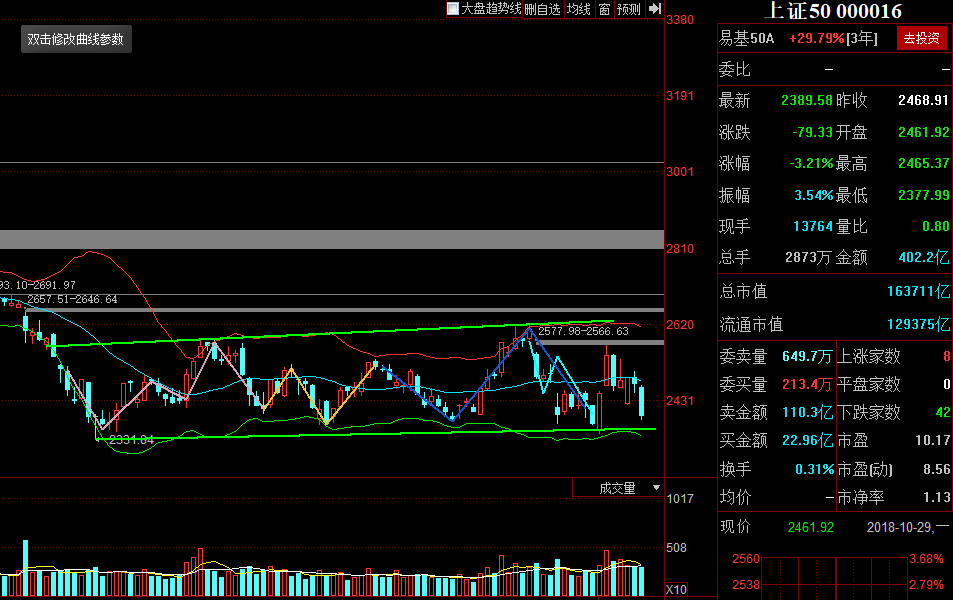 大盘趋势线 删自选 均线 窗 预测
双击修改曲线参数
3380
3191
3001
2810
2620
2431
93.10-2691.97
2657.51-2646.64
2577.98-2566.63
2331.84
成交量
1017
508
X10
上证50 000016
易基50A +29.79%[3年] 去投资
委比 – –
最新 2389.58 昨收 2468.91
涨跌 -79.33 开盘 2461.92
涨幅 -3.21% 最高 2465.37
振幅 3.54% 最低 2377.99
现手 13764 量比 0.80
总手 2873万 金额 402.2亿
总市值 163711亿
流通市值 129375亿
委卖量 649.7万 上涨家数 8
委买量 213.4万 平盘家数 0
卖金额 110.3亿 下跌家数 42
买金额 22.96亿 市盈 10.17
换手 0.31% 市盈(动) 8.56
均价 – 市净率 1.13
现价 2461.92 2018-10-29,一
2560 3.68%
2538 2.79%